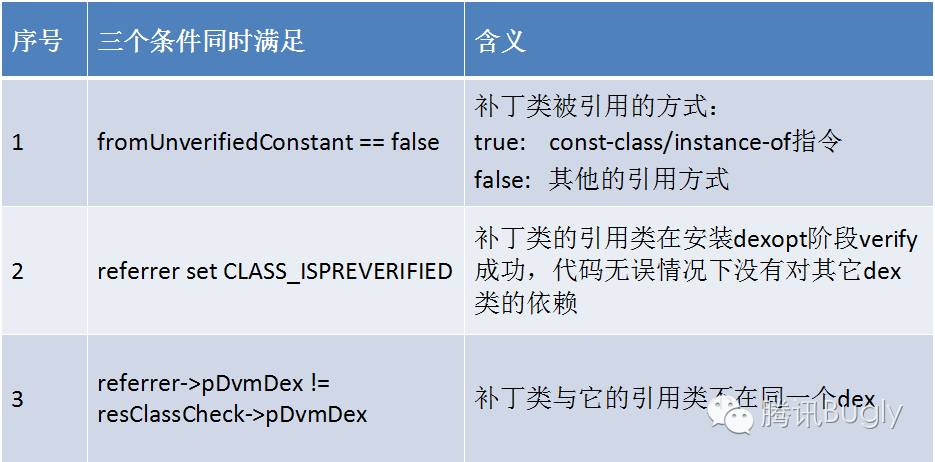 序号
三个条件同时满足
含义
1
fromUnverifiedConstant == false
补丁类被引用的方式：
true: const-class/instance-of指令
false: 其他的引用方式
2
referrer set CLASS_ISPREVERIFIED
补丁类的引用类在安装dexopt阶段verify
成功，代码无误情况下没有对其它dex
类的依赖
3
referrer->pDvmDex !=
resClassCheck->pDvmDex
补丁类与它的引用类不在同一个dex
腾讯Bugly